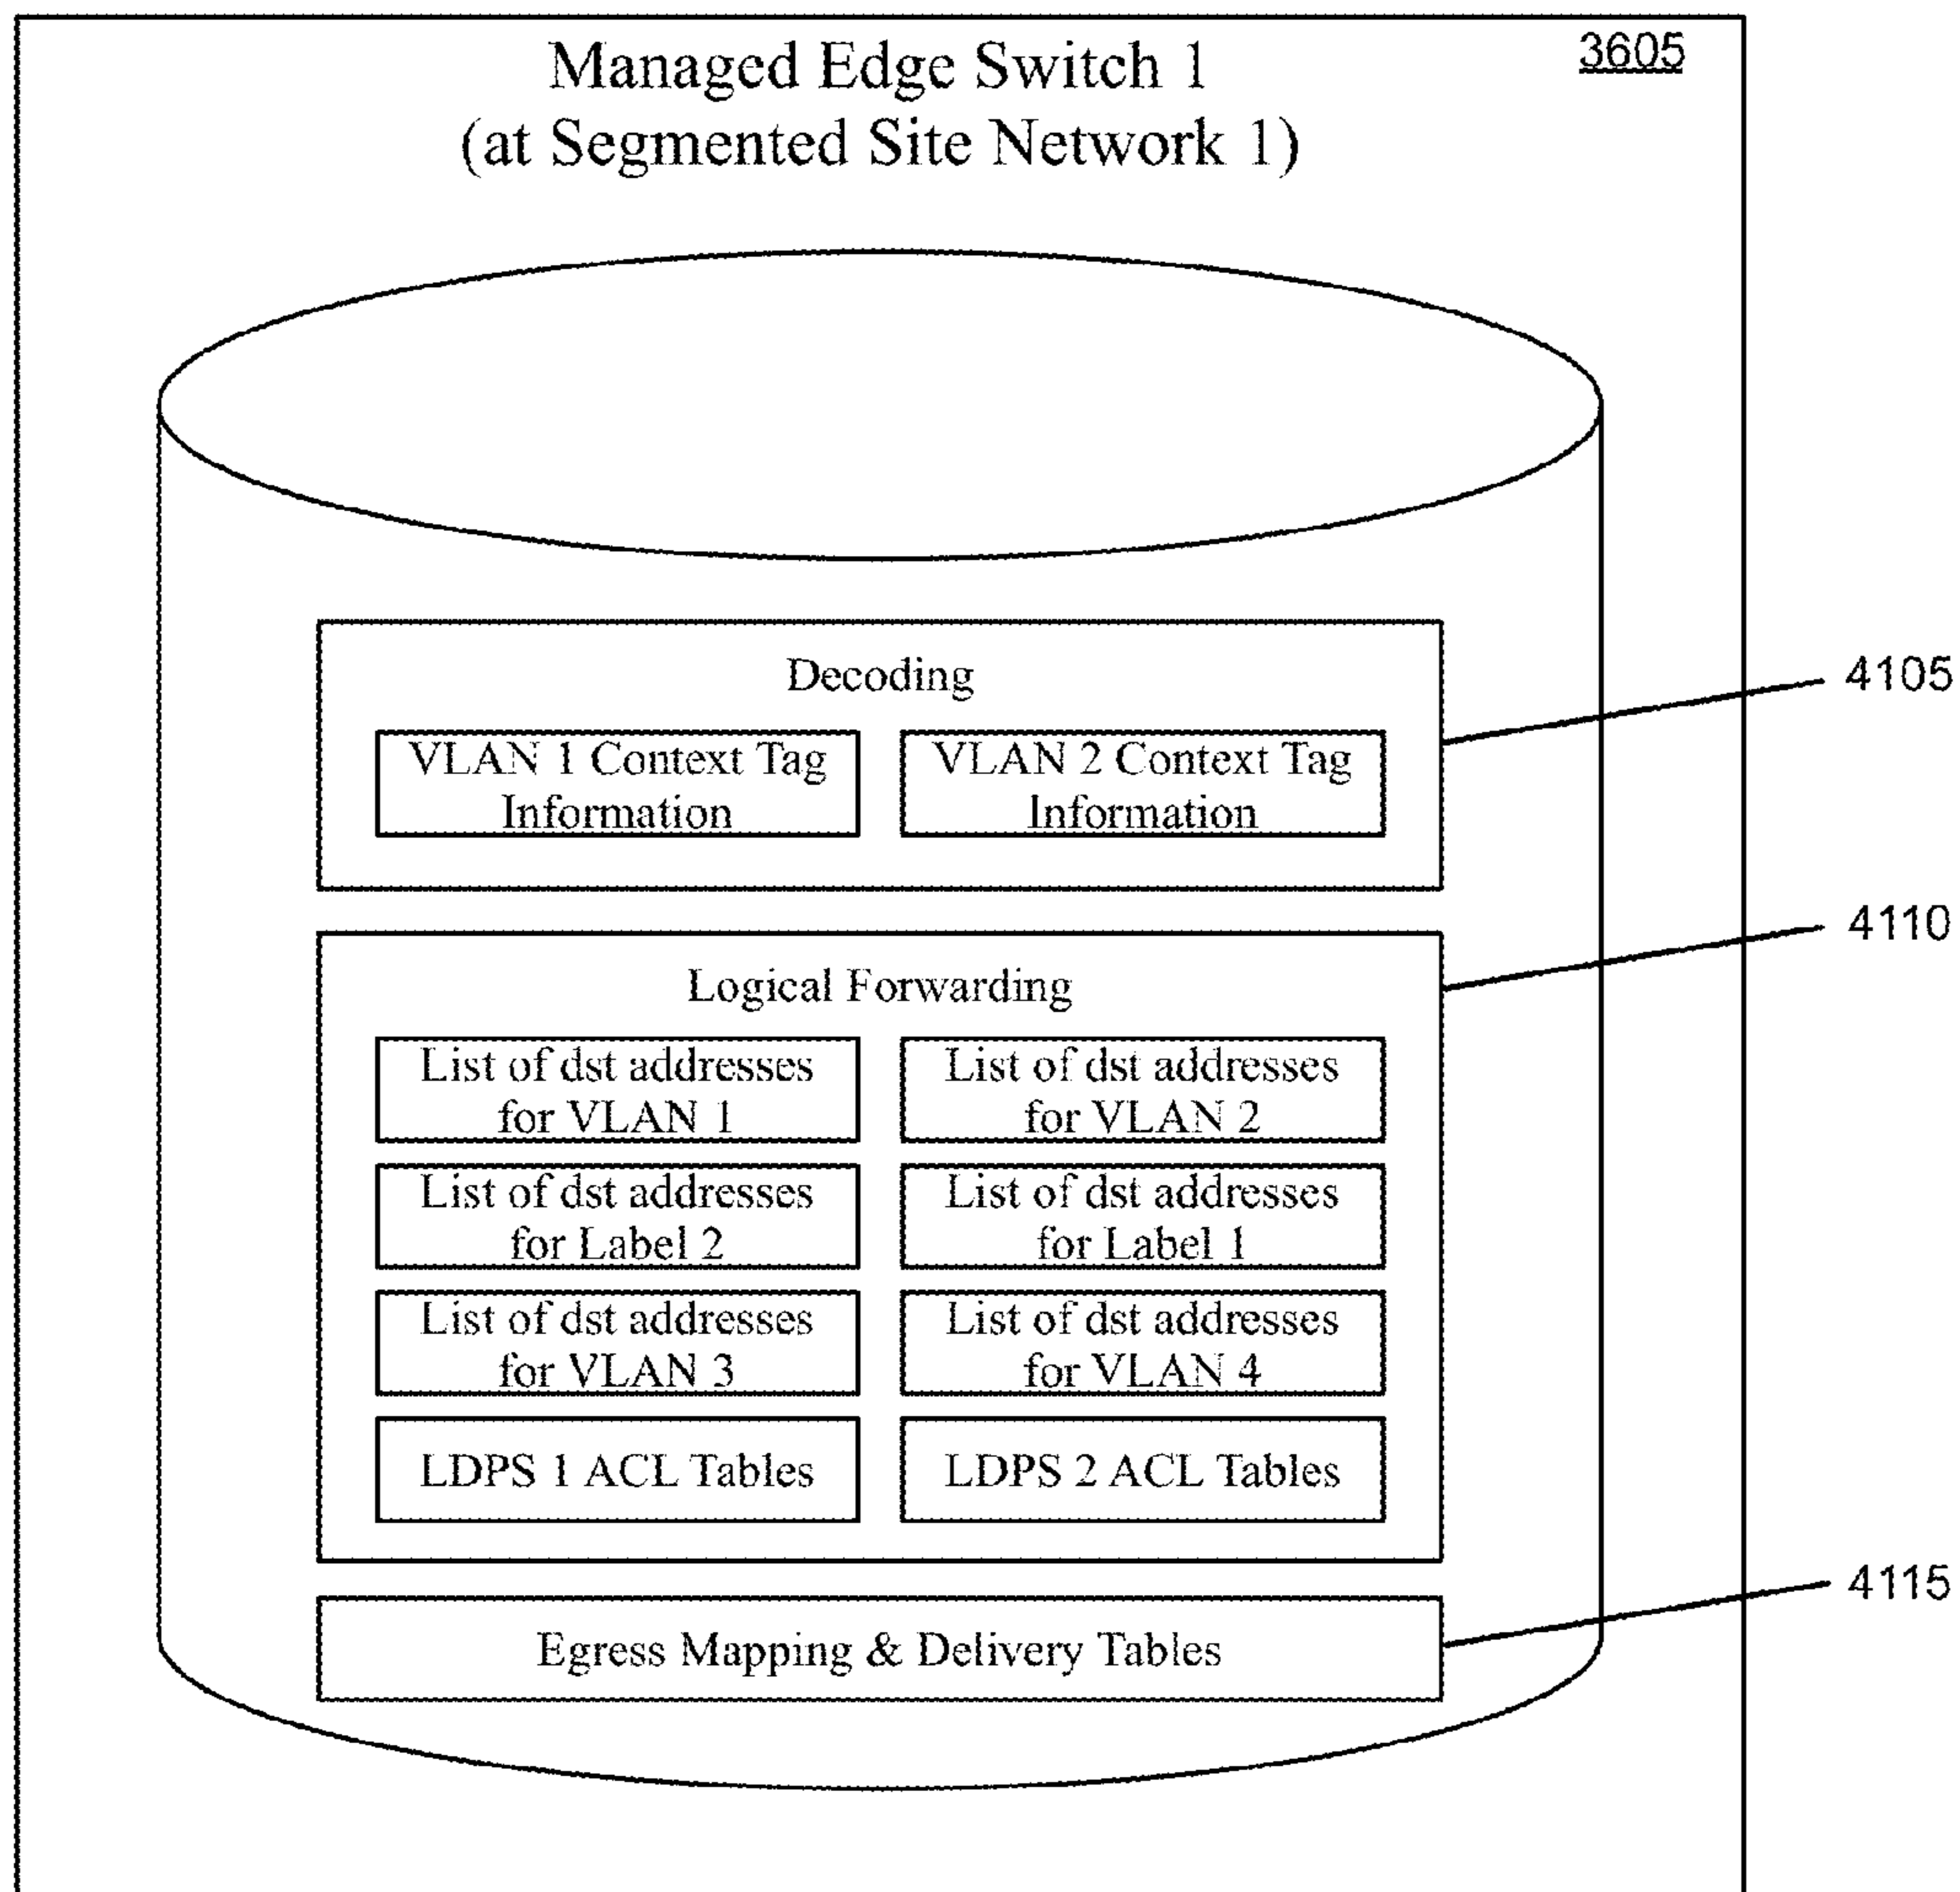 Managed Edge Switch 1
3605
(at Segmented Site Network 1)
Decoding
4105
VLAN 1 Context Tag
Information
VLAN 2 Context Tag
Information
4110
Logical Forwarding
List of dst addresses
for VLAN 1
List of dst addresses
for VLAN 2
List of dst addresses
for Label 2
List of dst addresses
for Label 1
List of dst addresses
for VLAN 3
List of dst addresses
for VLAN 4
LDPS 1 ACL Tables
LDPS 2 ACL Tables
4115
Egress Mapping & Delivery Tables